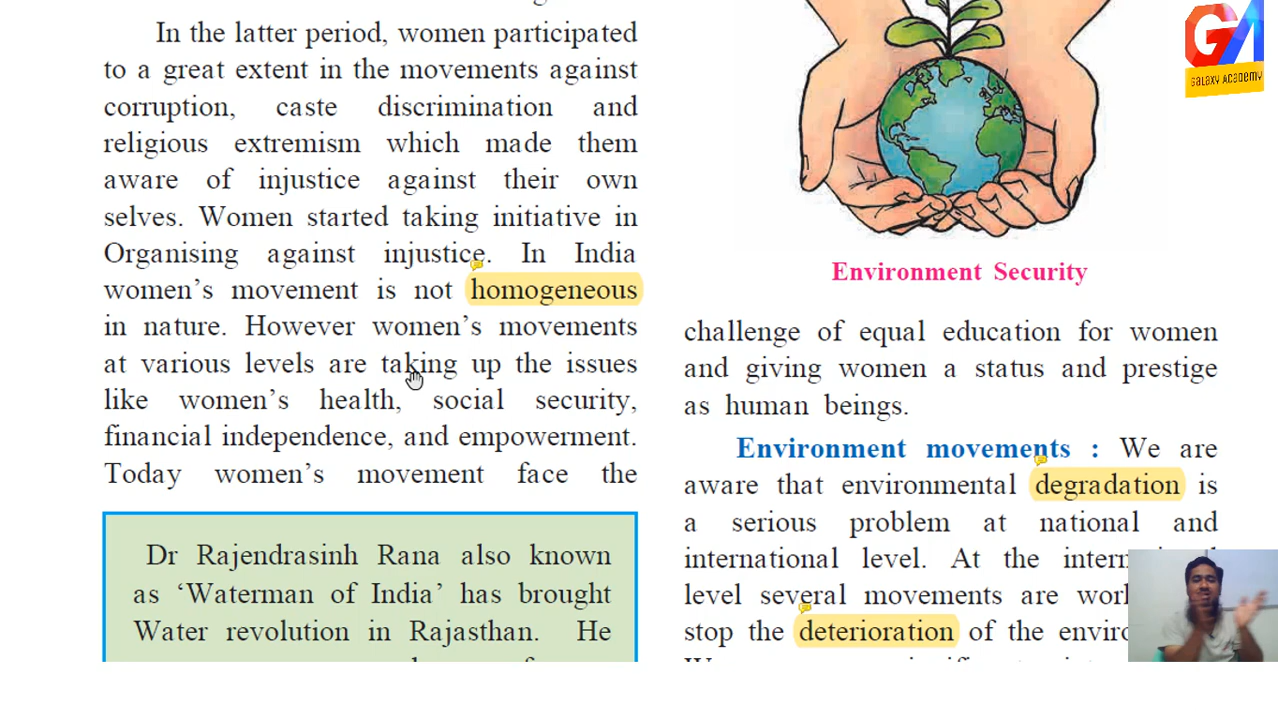 In the latter period, women participated
to a great extent in the movements against
corruption, caste discrimination and
religious extremism which made them
aware of injustice against their own
selves. Women started taking initiative in
Organising against injustice. In India
women's movement is not homogeneous
in nature. However women's movements
at various levels are taking up the issues
like women's health, social security,
financial independence, and empowerment.
Today women's movement face the
Dr Rajendrasinh Rana also known
as 'Waterman of India' has brought
Water revolution in Rajasthan. He
GA
GALAXY ACADEMY
Environment Security
challenge of equal education for women
and giving women a status and prestige
as human beings.
Environment movements : We are
aware that environmental degradation is
a serious problem at national and
international level. At the
level several movements are
stop the deterioration of the